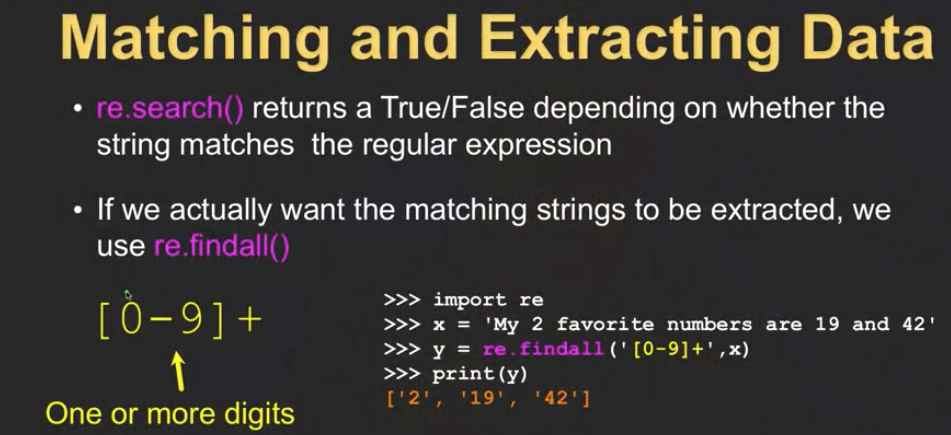 Matching and Extracting Data
• re.search() returns a True/False depending on whether the
string matches the regular expression
• If we actually want the matching strings to be extracted, we
use re.findall()
[0-9]+
One or more digits
>>> import re
>>> x = 'My 2 favorite numbers are 19 and 42'
>>> y = re.findall('[0-9]+',x)
>>> print(y)
['2', '19', '42']